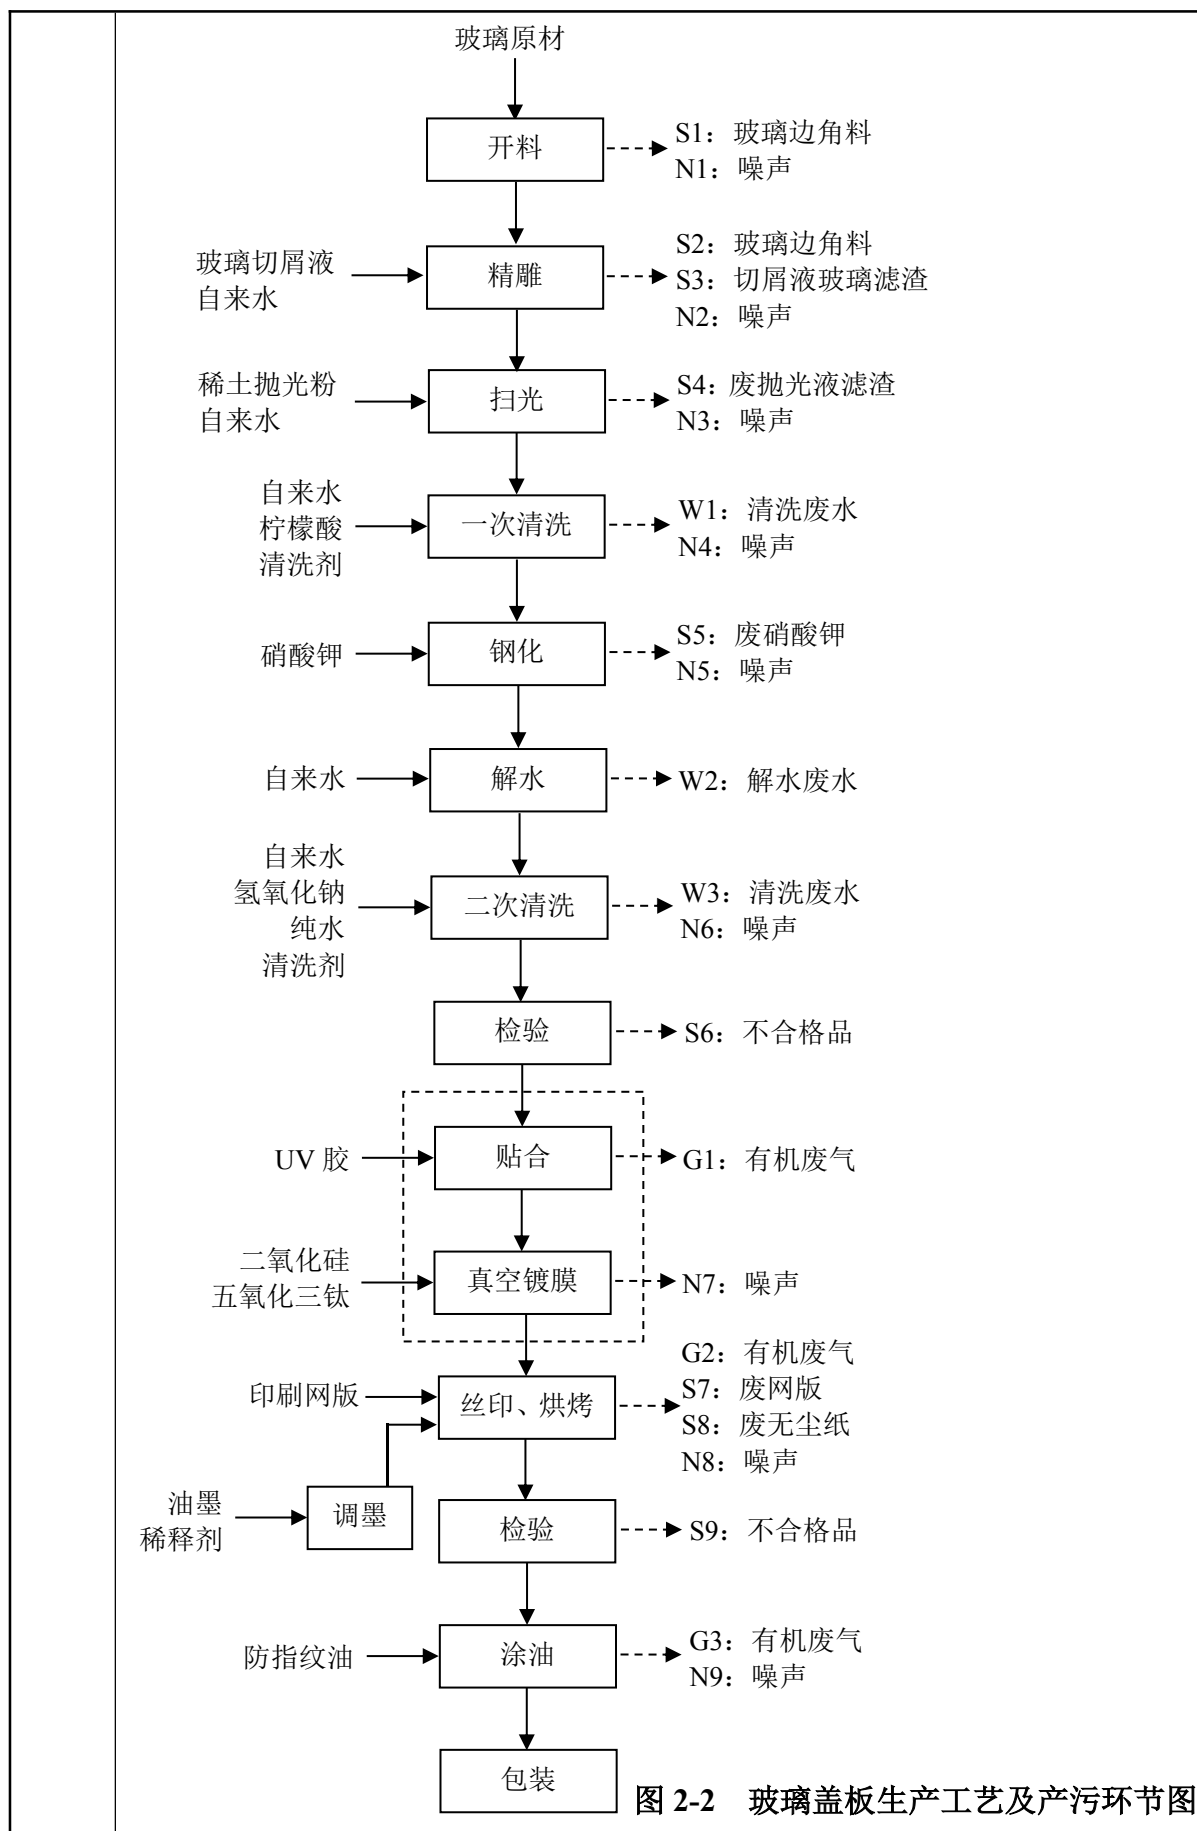 玻璃原材
开料
S1：玻璃边角料
N1：噪声
玻璃切屑液
自来水
精雕
S2：玻璃边角料
S3：切屑液玻璃滤渣
N2：噪声
稀土抛光粉
自来水
扫光
S4：废抛光液滤渣
N3：噪声
自来水
柠檬酸
清洗剂
一次清洗
W1：清洗废水
N4：噪声
硝酸钾
钢化
S5：废硝酸钾
N5：噪声
自来水
解水
W2：解水废水
自来水
氢氧化钠
纯水
清洗剂
二次清洗
W3：清洗废水
N6：噪声
检验
S6：不合格品
UV 胶
贴合
G1：有机废气
二氧化硅
五氧化三钛
真空镀膜
N7：噪声
印刷网版
丝印、烘烤
G2：有机废气
S7：废网版
S8：废无尘纸
N8：噪声
油墨
稀释剂
调墨
检验
S9：不合格品
防指纹油
涂油
G3：有机废气
N9：噪声
包装
图 2-2 玻璃盖板生产工艺及产污环节图